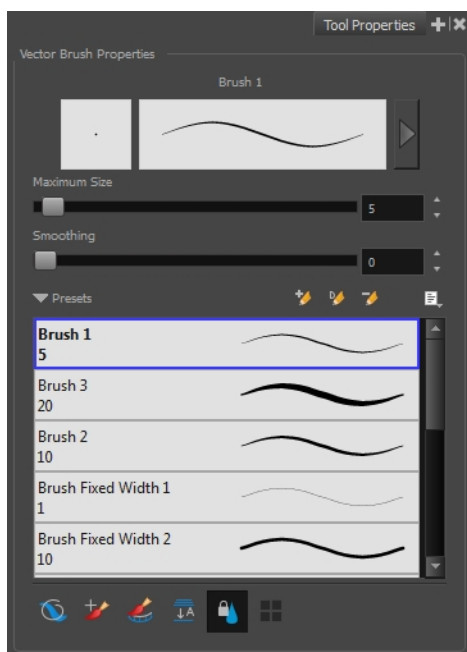 Tool Properties
Vector Brush Properties
Brush 1
Maximum Size
5
Smoothing
0
Presets
D
Brush 1
5
Brush 3
20
Brush 2
10
Brush Fixed Width 1
1
Brush Fixed Width 2
10
A